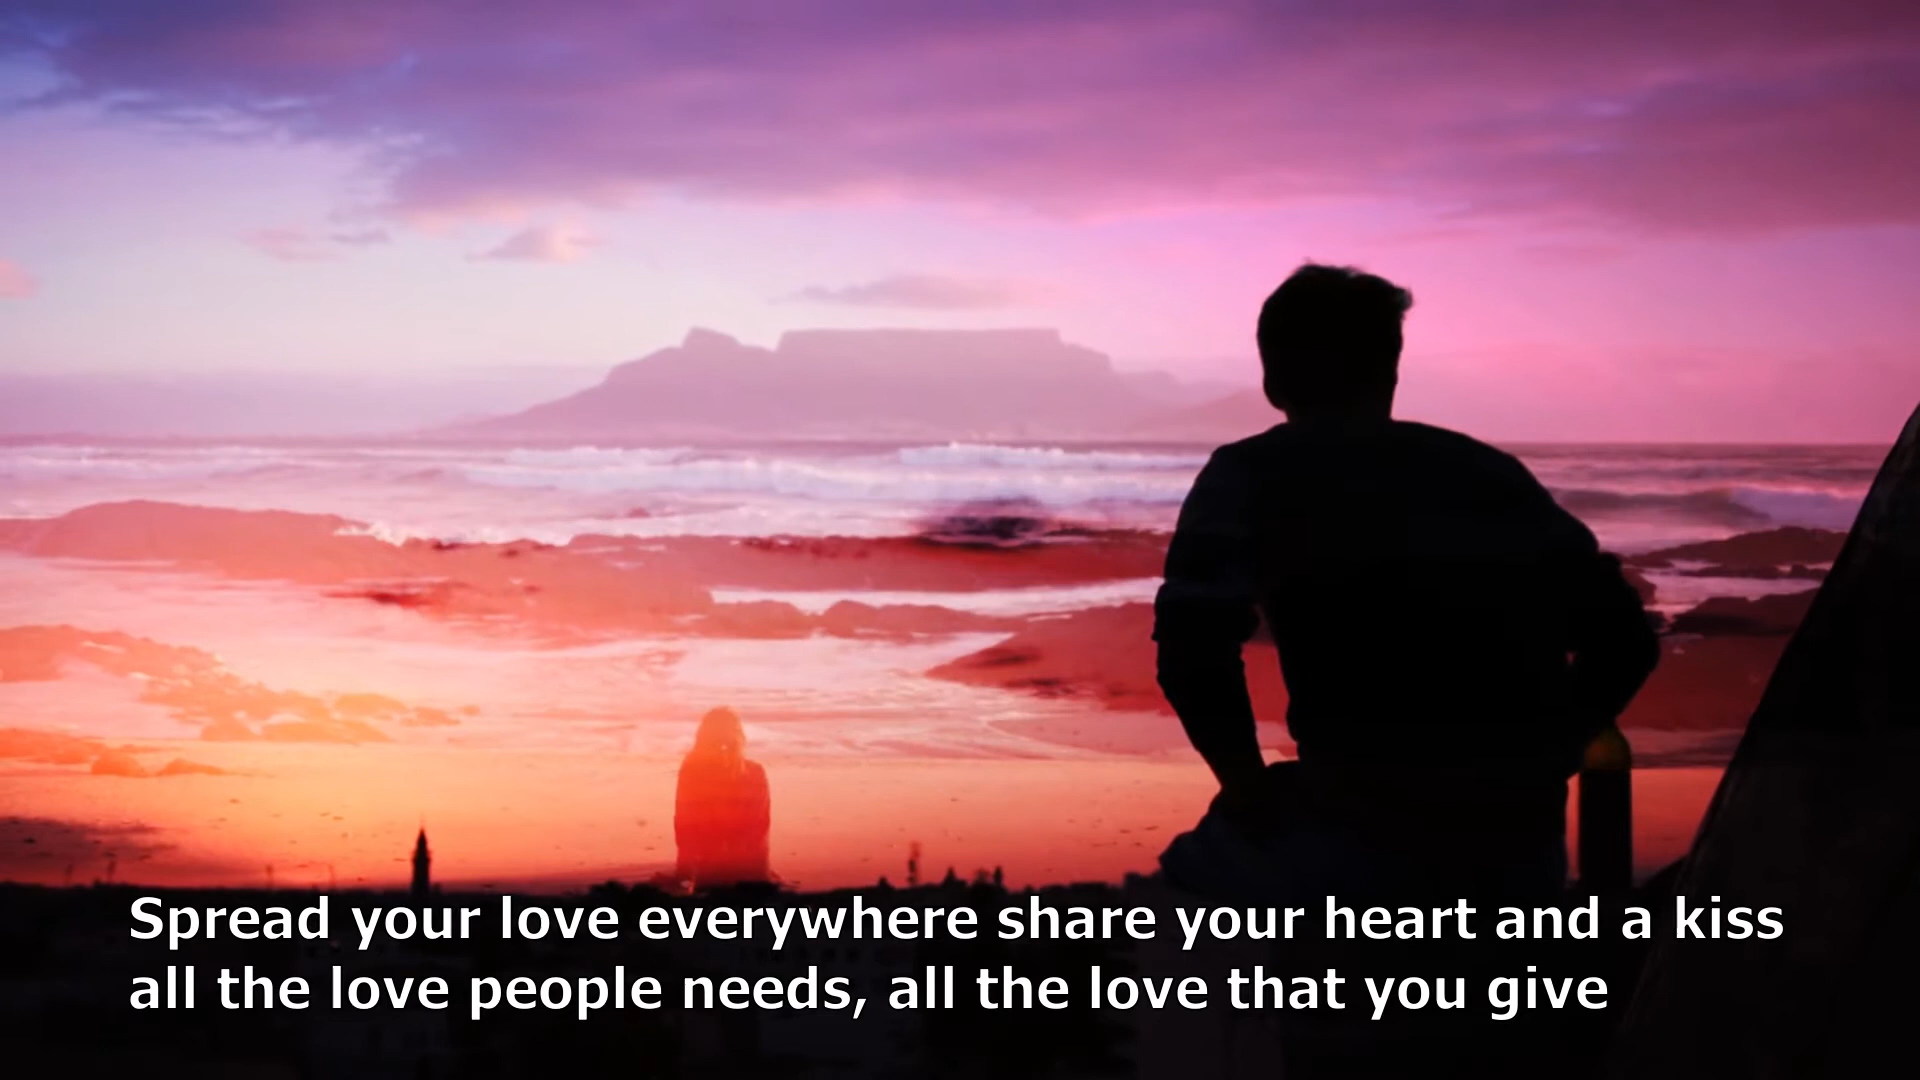 Spread your love everywhere share your heart and a kiss
all the love people needs, all the love that you give